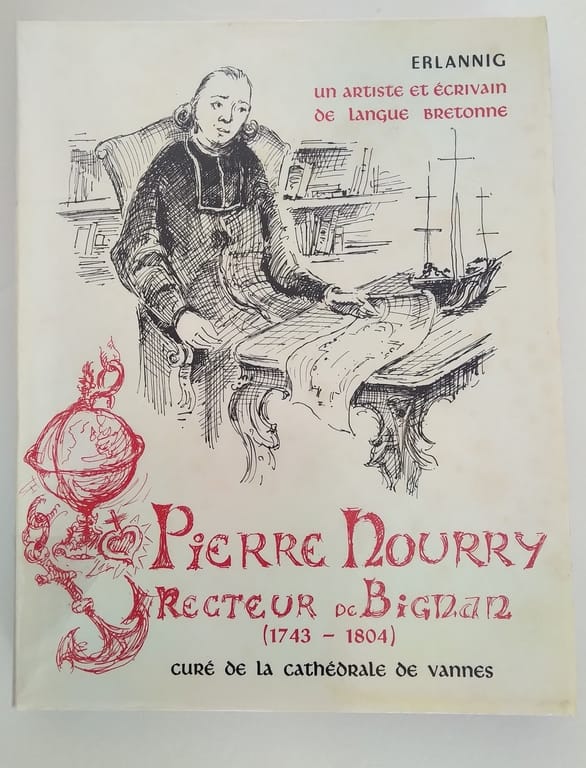 ERLANNIG
un artiste et écrivain
de langue bretonne
Pierre Nourry
Recteur de Bignan
(1743 - 1804)
curé de la cathédrale de vannes